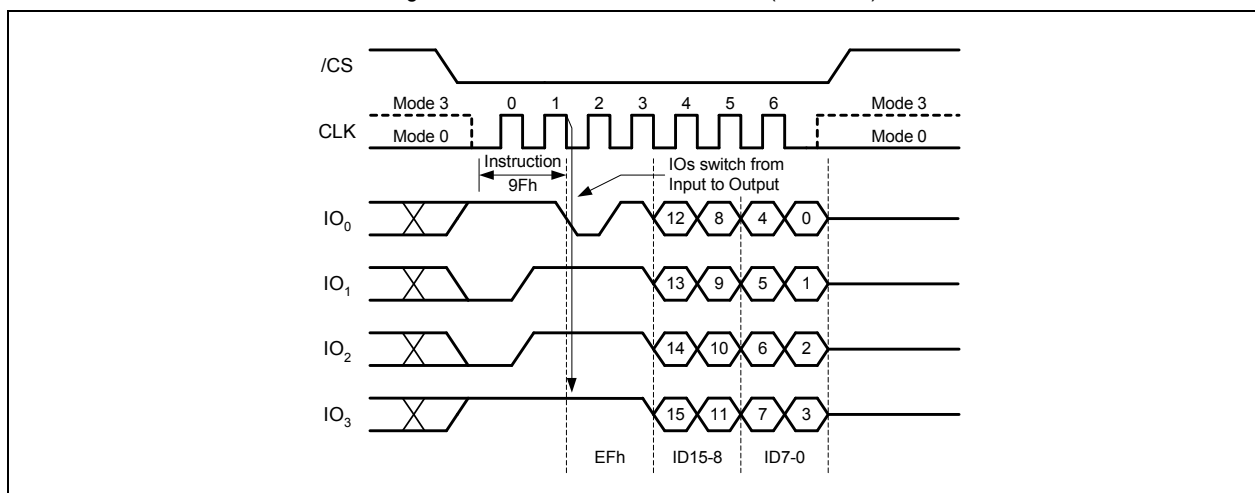 /CS
Mode 3 0 1 2 3 4 5 6 Mode 3
CLK
Mode 0 Mode 0
Instruction
9Fh
IOs switch from
Input to Output
IO0 12 8 4 0
IO1 13 9 5 1
IO2 14 10 6 2
IO3 15 11 7 3
EFh ID15-8 ID7-0